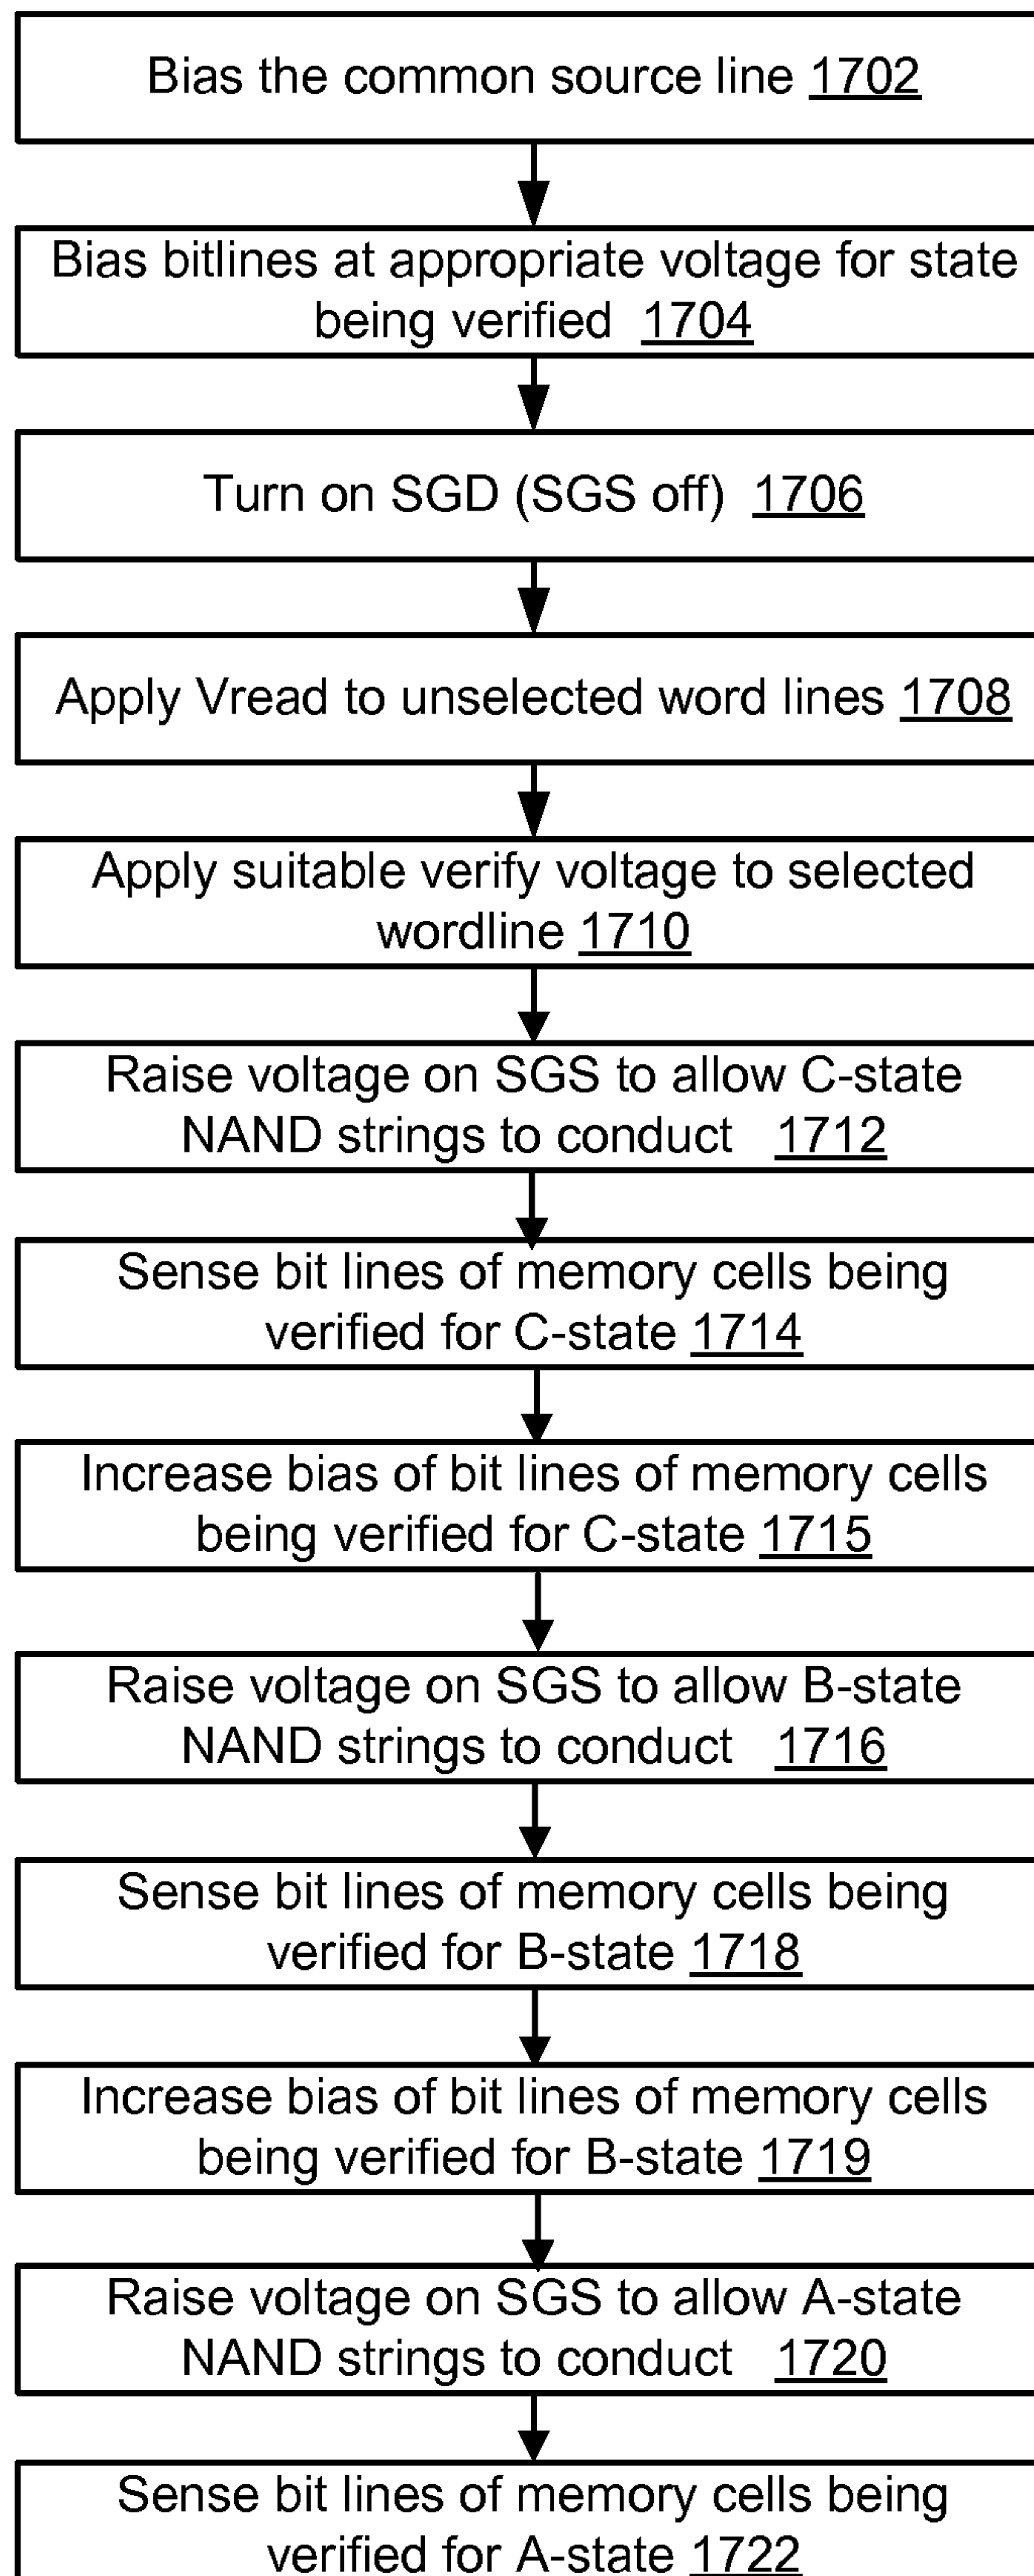 Bias the common source line 1702
Bias bitlines at appropriate voltage for state
being verified 1704
Turn on SGD (SGS off) 1706
Apply Vread to unselected word lines 1708
Apply suitable verify voltage to selected
wordline 1710
Raise voltage on SGS to allow C-state
NAND strings to conduct 1712
Sense bit lines of memory cells being
verified for C-state 1714
Increase bias of bit lines of memory cells
being verified for C-state 1715
Raise voltage on SGS to allow B-state
NAND strings to conduct 1716
Sense bit lines of memory cells being
verified for B-state 1718
Increase bias of bit lines of memory cells
being verified for B-state 1719
Raise voltage on SGS to allow A-state
NAND strings to conduct 1720
Sense bit lines of memory cells being
verified for A-state 1722